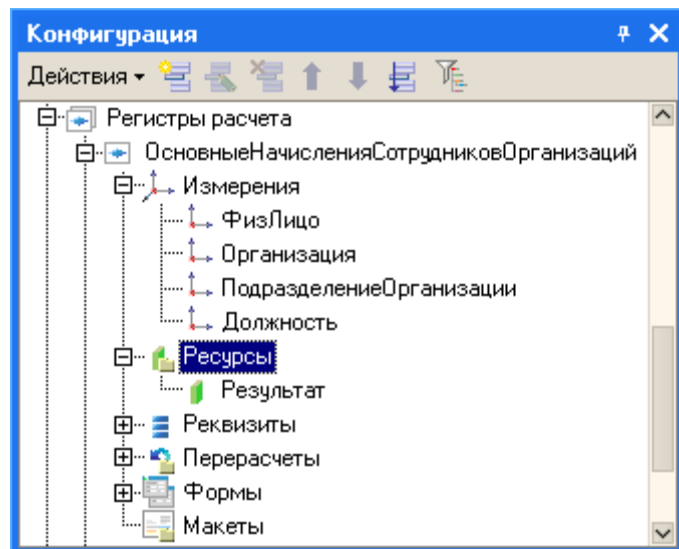 Конфигурация
Действия
Регистры расчета
ОсновныеНачисленияСотрудниковОрганизаций
Измерения
ФизЛицо
Организация
ПодразделениеОрганизации
Должность
Ресурсы
Результат
Реквизиты
Перерасчеты
Формы
Макеты